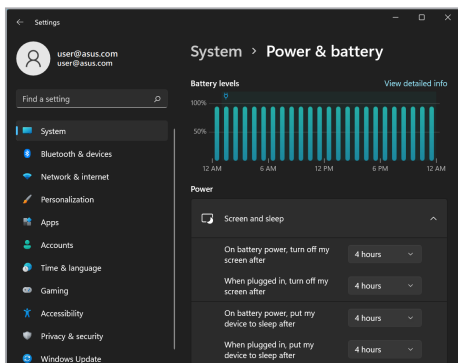 Settings
user@asus.com
user@asus.com
Find a setting
System
Bluetooth & devices
Network & internet
Personalization
Apps
Accounts
Time & language
Gaming
Accessibility
Privacy & security
Windows Update
System > Power & battery
Battery levels
View detailed info
100%
50%
12 AM
6 AM
12 PM
6 PM
12 AM
Power
Screen and sleep
On battery power, turn off my
screen after
4 hours
When plugged in, turn off my
screen after
4 hours
On battery power, put my
device to sleep after
4 hours
When plugged in, put my
device to sleep after
4 hours